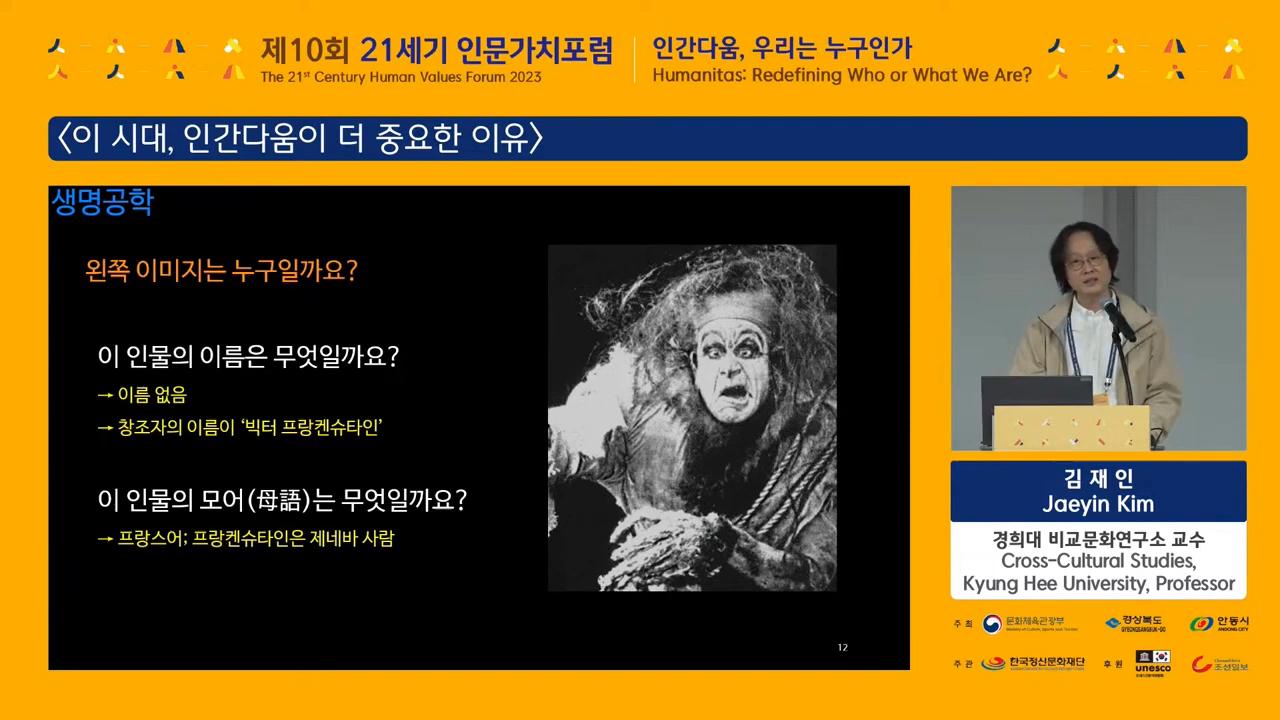 제10회 21세기 인문가치포럼
The 21st Century Human Values Forum 2023
인간다움, 우리는 누구인가
Humanitas: Redefining Who or What We Are?
〈이 시대, 인간다움이 더 중요한 이유〉
생명공학
왼쪽 이미지는 누구일까요?
이 인물의 이름은 무엇일까요?
→ 이름 없음
→ 창조자의 이름이 ‘빅터 프랑켄슈타인’
이 인물의 모어(母語)는 무엇일까요?
→ 프랑스어; 프랑켄슈타인은 제네바 사람
12
김 재 인
Jaeyin Kim
경희대 비교문화연구소 교수
Cross-Cultural Studies,
Kyung Hee University, Professor
주 최
문화체육관광부
경상북도
GYEONGSANGBUK-DO
안동시
ANDONG CITY
주 관
한국정신문화재단
후 원
unesco
조선일보